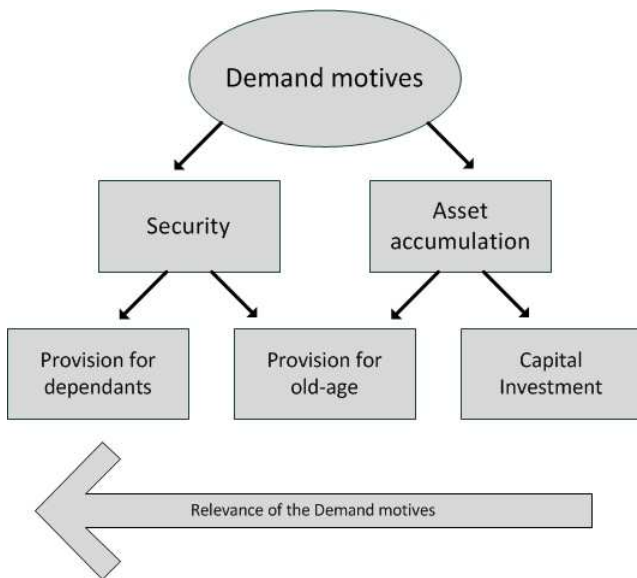 Demand motives
Security
Asset
accumulation
Provision for
dependants
Provision for
old-age
Capital
Investment
Relevance of the Demand motives